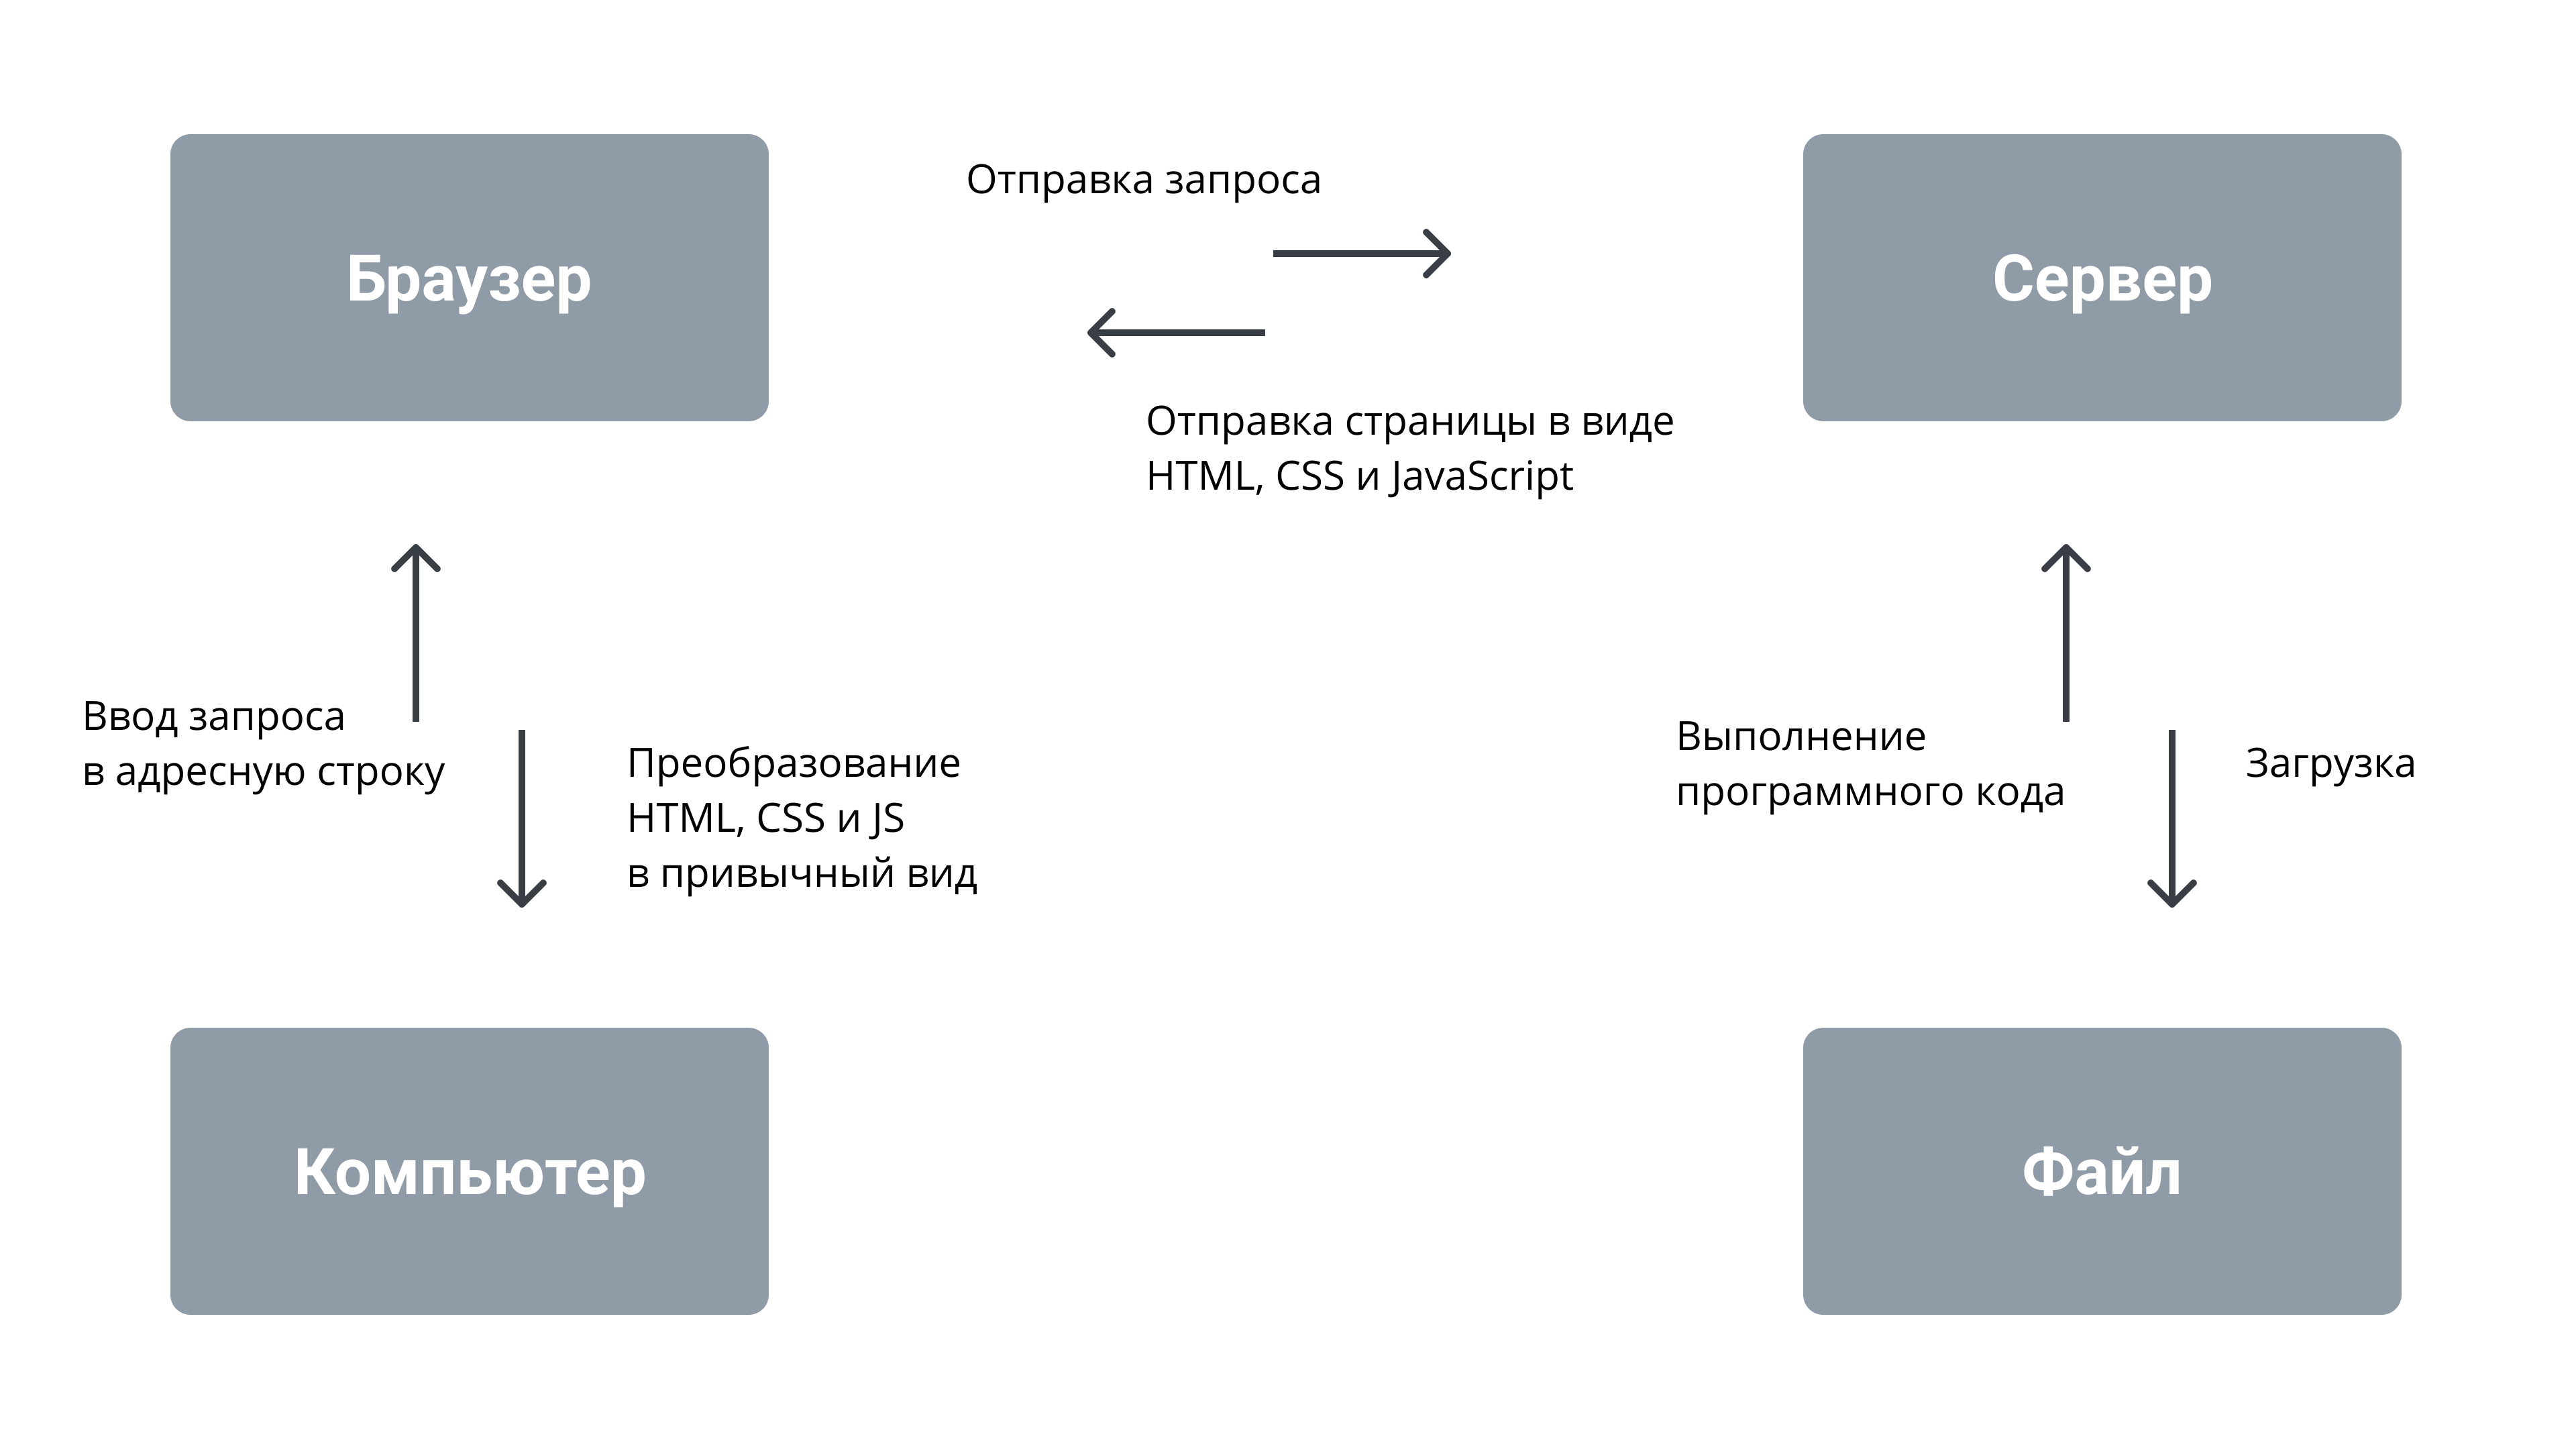 Браузер
Отправка запроса
Сервер
Отправка страницы в виде
HTML, CSS и JavaScript
Ввод запроса
в адресную строку
Преобразование
HTML, CSS и JS
в привычный вид
Выполнение
программного кода
Загрузка
Компьютер
Файл